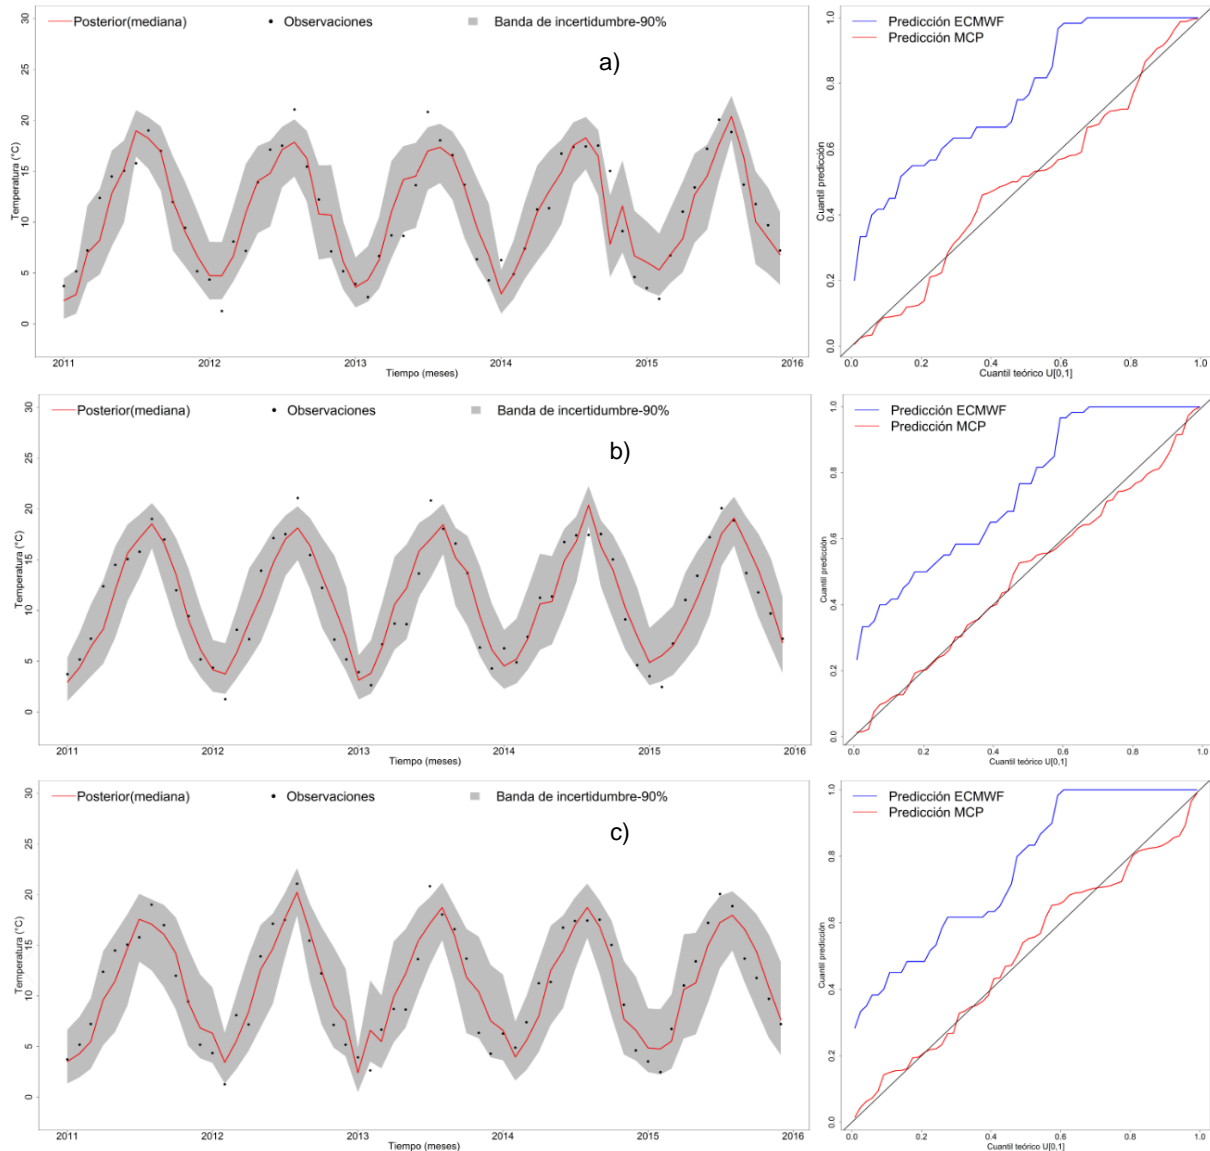 Posterior(mediana) Observaciones Banda de incertidumbre-90%
a)
Temperatura (°C)
0 5 10 15 20 25 30
2011 2012 2013 2014 2015 2016
Tiempo (meses)
Predicción ECMWF
Predicción MCP
Cuantil predicción
0.0 0.2 0.4 0.6 0.8 1.0
0.0 0.2 0.4 0.6 0.8 1.0
Cuantil teórico U[0,1]
Posterior(mediana) Observaciones Banda de incertidumbre-90%
b)
Temperatura (°C)
0 5 10 15 20 25 30
2011 2012 2013 2014 2015 2016
Tiempo (meses)
Predicción ECMWF
Predicción MCP
Cuantil predicción
0.0 0.2 0.4 0.6 0.8 1.0
0.0 0.2 0.4 0.6 0.8 1.0
Cuantil teórico U[0,1]
Posterior(mediana) Observaciones Banda de incertidumbre-90%
c)
Temperatura (°C)
0 5 10 15 20 25 30
2011 2012 2013 2014 2015 2016
Tiempo (meses)
Predicción ECMWF
Predicción MCP
Cuantil predicción
0.0 0.2 0.4 0.6 0.8 1.0
0.0 0.2 0.4 0.6 0.8 1.0
Cuantil teórico U[0,1]